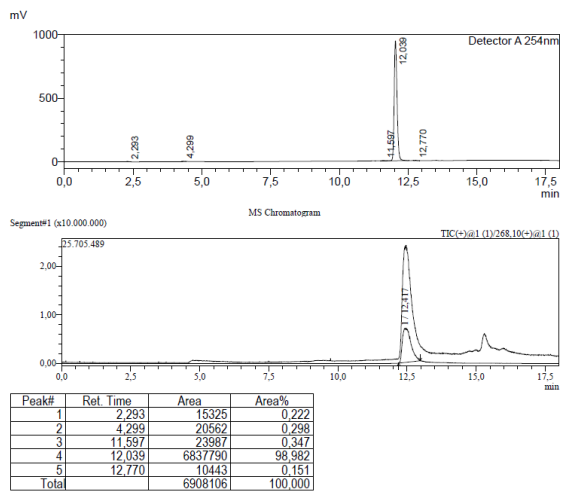 mV
1000
Detector A 254nm
12,039
500
2,293
4,299
11,597
12,770
0
0,0 2,5 5,0 7,5 10,0 12,5 15,0 17,5
min
MS Chromatogram
Segment#1 (x10.000.000)
TIC(+)@1 (1)/268,10(+)@1 (1)
25.705.489
2,00
1,00
1 / 12,417
0,00
0,0 2,5 5,0 7,5 10,0 12,5 15,0
min
Peak# Ret. Time Area Area%
1 2,293 15325 0,222
2 4,299 20562 0,298
3 11,597 23987 0,347
4 12,039 6837790 98,982
5 12,770 10443 0,151
Total 6908106 100,000